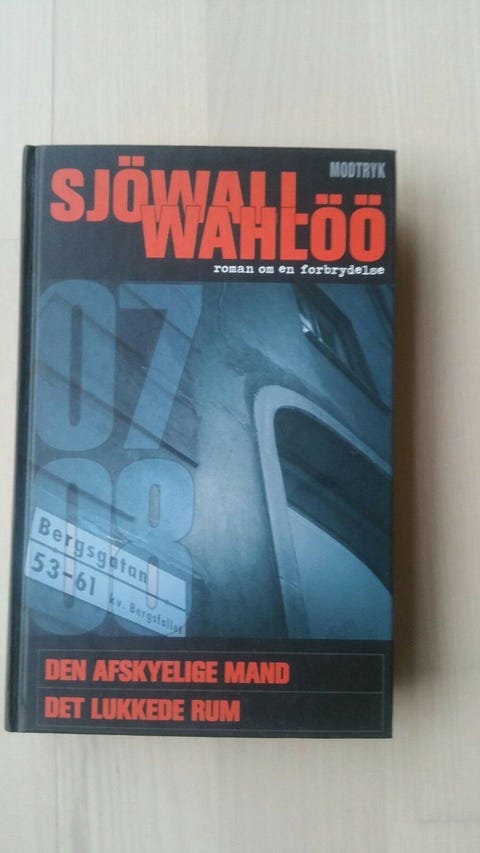 MODTRYK
SJÖWALL
WAHLÖÖ
roman om en forbrydelse
07
08
Bergsgatan
53-61
kv. Bergsfallet
DEN AFSKYELIGE MAND
DET LUKKEDE RUM